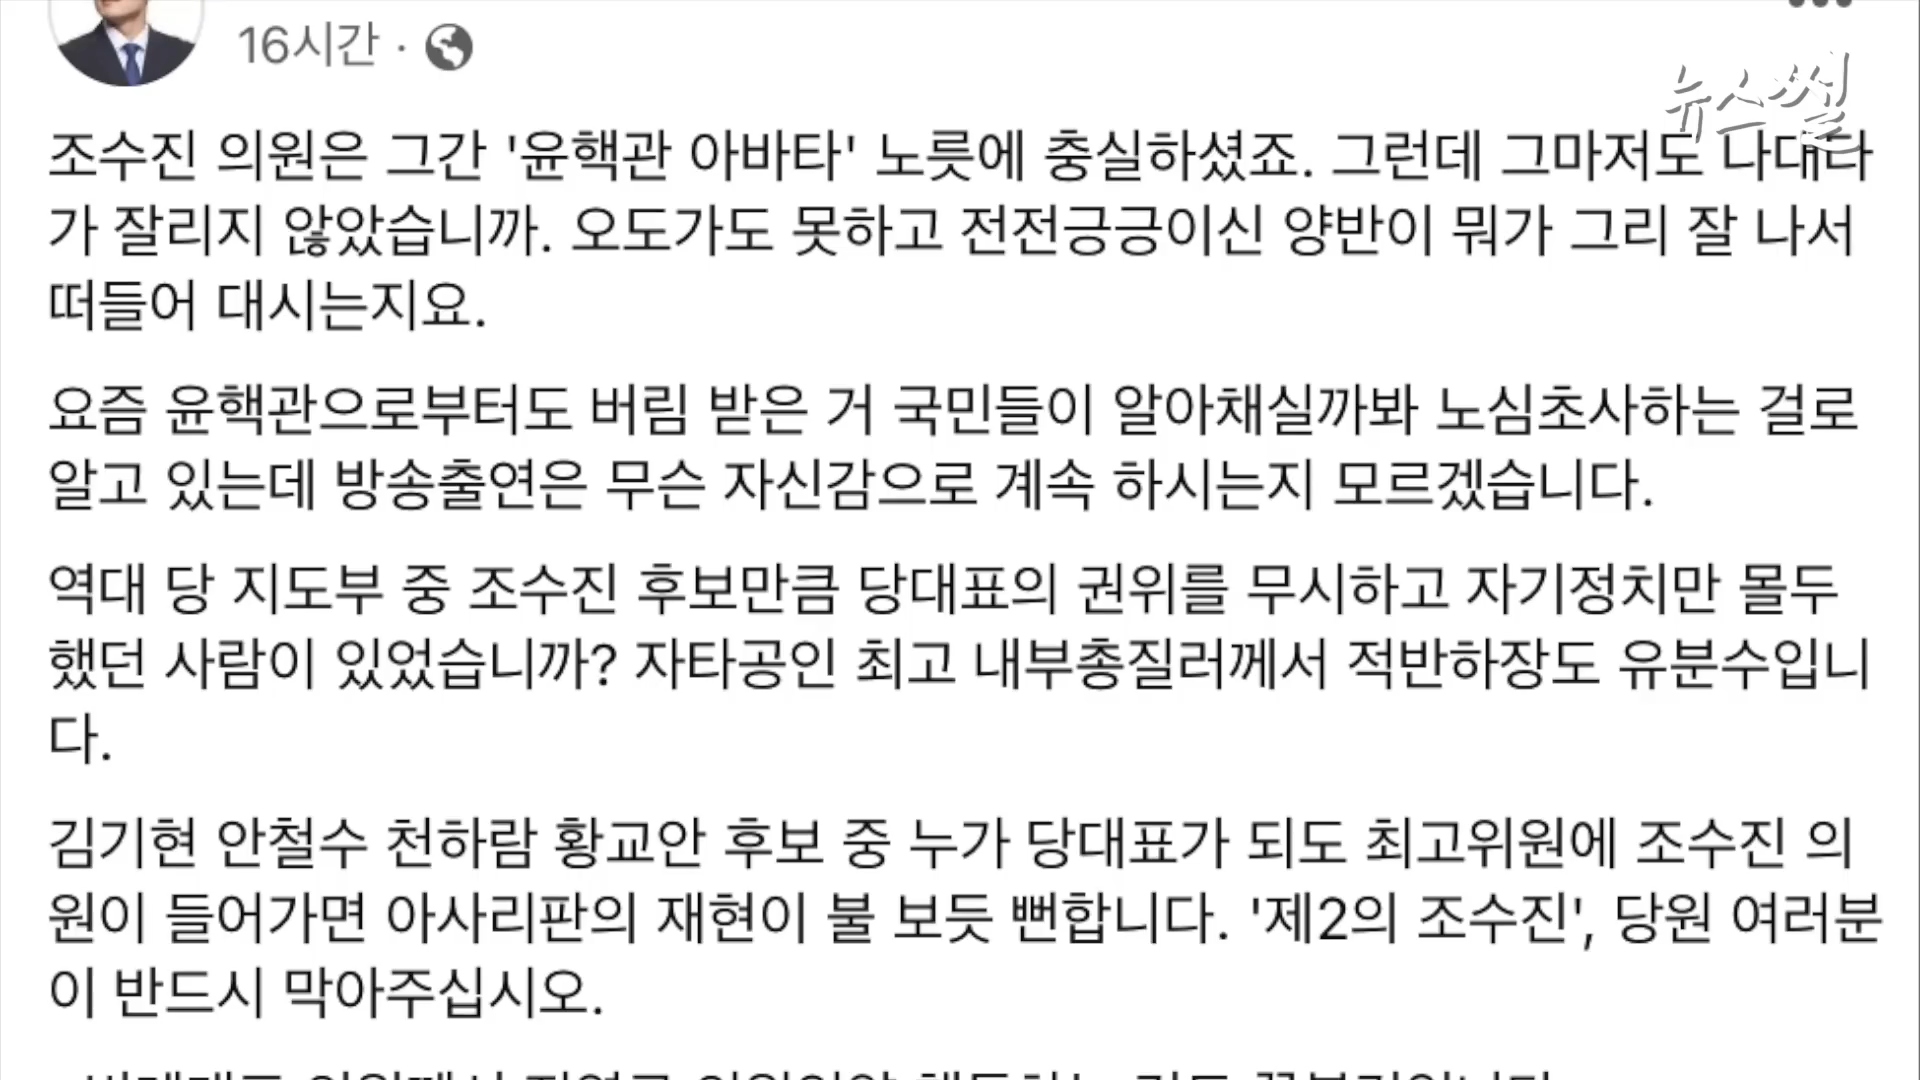 16시간 ·
뉴스썰
조수진 의원은 그간 '윤핵관 아바타' 노릇에 충실하셨죠. 그런데 그마저도 나대다
가 잘리지 않았습니까. 오도가도 못하고 전전긍긍이신 양반이 뭐가 그리 잘 나서
떠들어 대시는지요.
요즘 윤핵관으로부터도 버림 받은 거 국민들이 알아채실까봐 노심초사하는 걸로
알고 있는데 방송출연은 무슨 자신감으로 계속 하시는지 모르겠습니다.
역대 당 지도부 중 조수진 후보만큼 당대표의 권위를 무시하고 자기정치만 몰두
했던 사람이 있었습니까? 자타공인 최고 내부총질러께서 적반하장도 유분수입니
다.
김기현 안철수 천하람 황교안 후보 중 누가 당대표가 되도 최고위원에 조수진 의
원이 들어가면 아사리판의 재현이 불 보듯 뻔합니다. '제2의 조수진', 당원 여러분
이 반드시 막아주십시오.